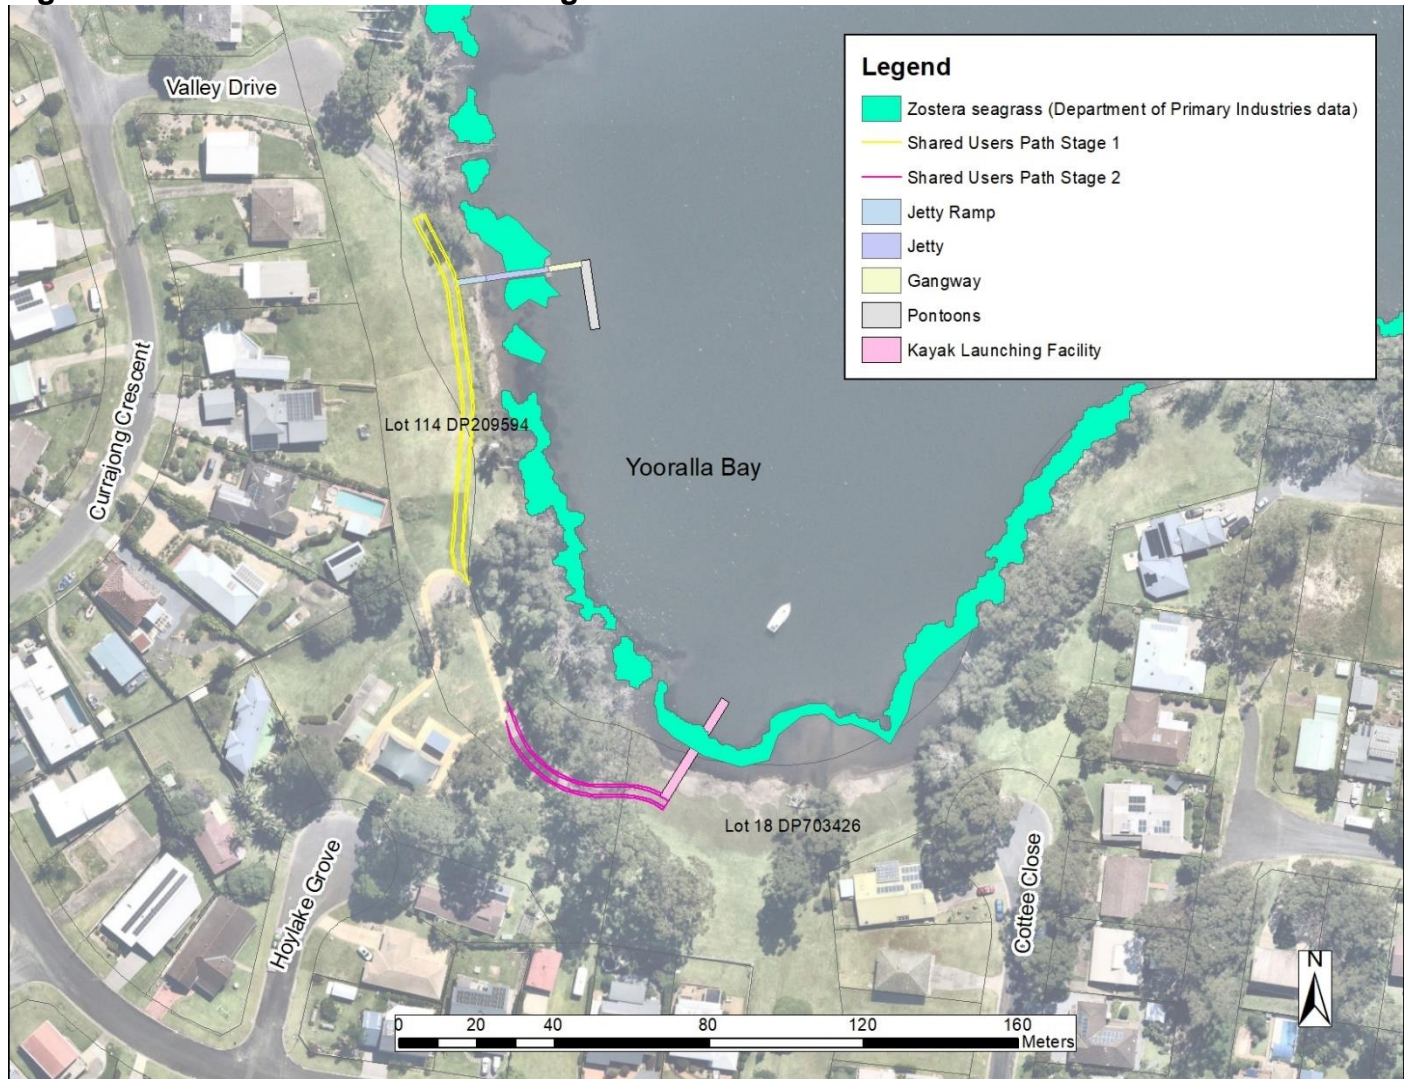 Valley Drive
Legend
Zostera seagrass (Department of Primary Industries data)
Shared Users Path Stage 1
Shared Users Path Stage 2
Jetty Ramp
Jetty
Gangway
Pontoons
Kayak Launching Facility
Currajong Crescent
Lot 114 DP209594
Yooralla Bay
Lot 18 DP703426
Hoylake Grove
Cottee Close
N
0 20 40 80 120 160
Meters